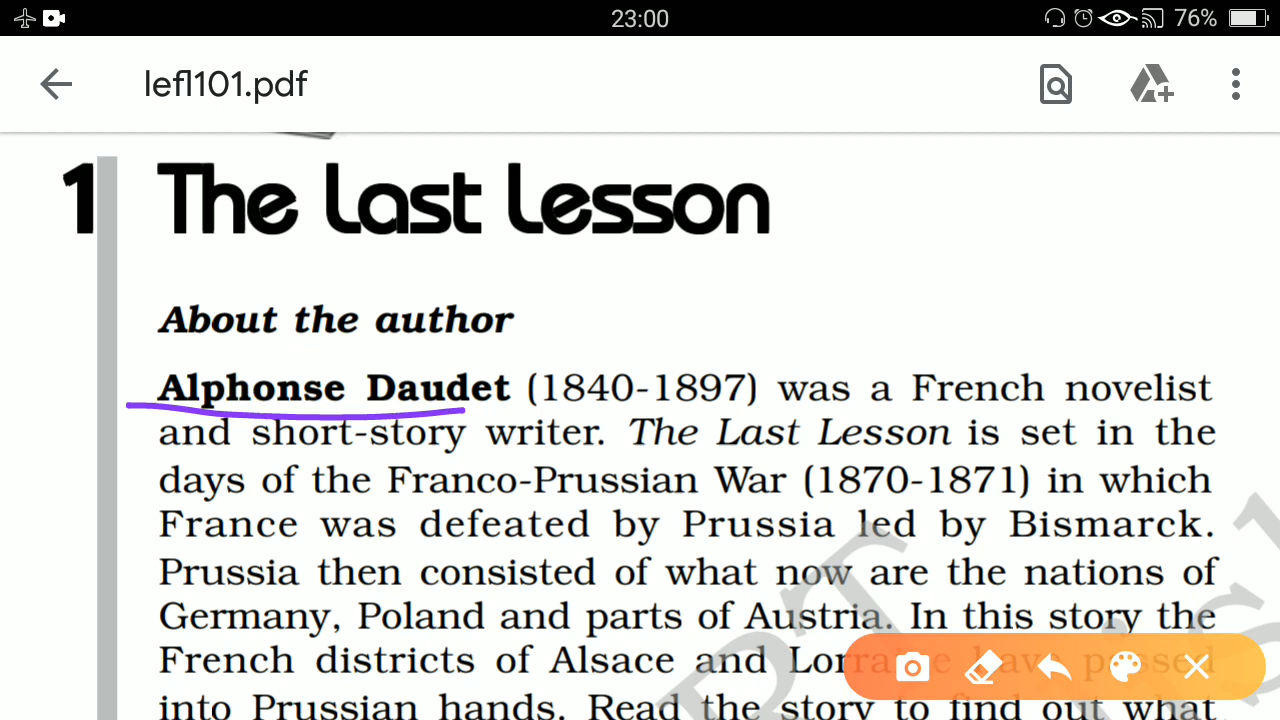 23:00
76%
lefl101.pdf
1 The Last Lesson
About the author
Alphonse Daudet (1840-1897) was a French novelist
and short-story writer. The Last Lesson is set in the
days of the Franco-Prussian War (1870-1871) in which
France was defeated by Prussia led by Bismarck.
Prussia then consisted of what now are the nations of
Germany, Poland and parts of Austria. In this story the
French districts of Alsace and Lorraine have passed
into Prussian hands. Read the story to find out what